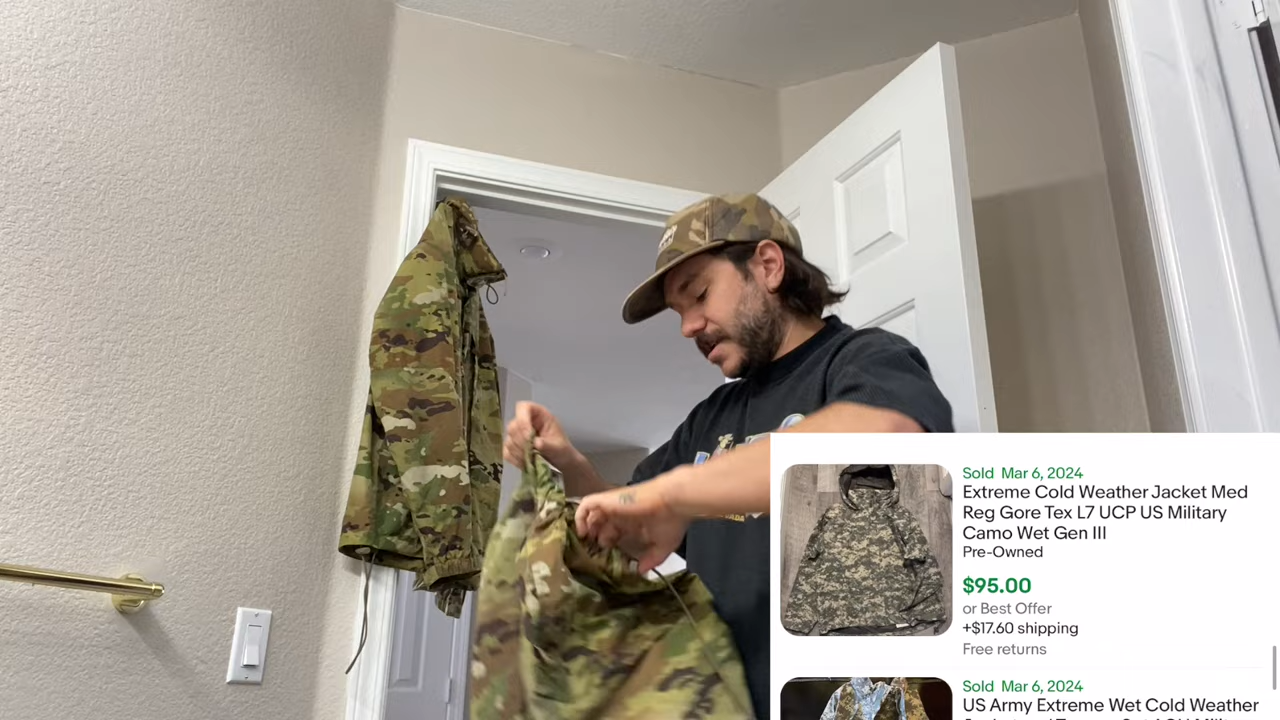 Sold Mar 6, 2024
Extreme Cold Weather Jacket Med
Reg Gore Tex L7 UCP US Military
Camo Wet Gen III
Pre-Owned
$95.00
or Best Offer
+$17.60 shipping
Free returns
Sold Mar 6, 2024
US Army Extreme Wet Cold Weather